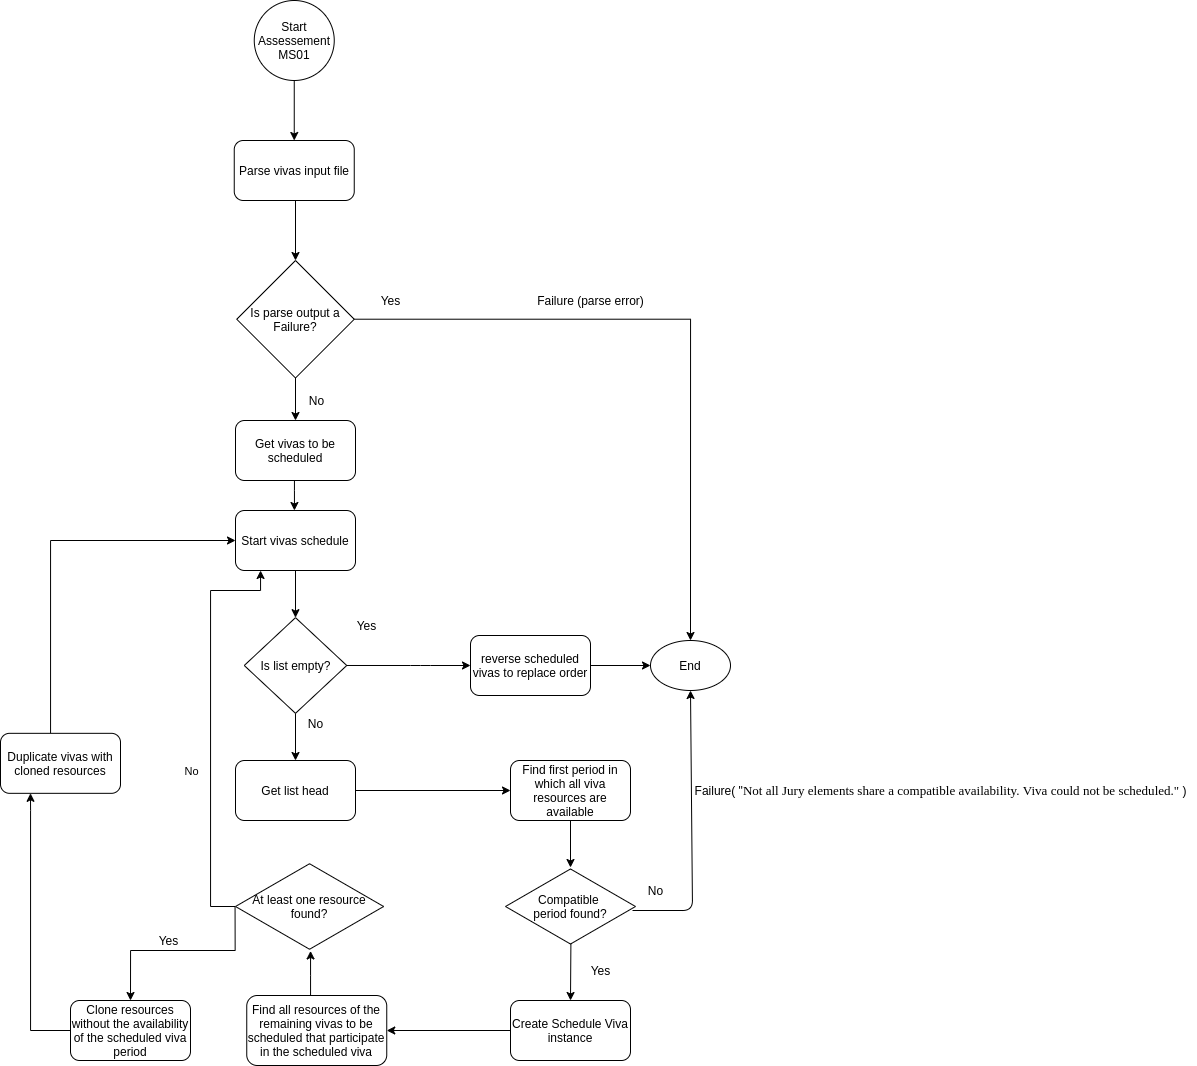 Start
Assessement
MS01
Parse vivas input file
Is parse output a
Failure?
Yes
Failure (parse error)
No
Get vivas to be
scheduled
Start vivas schedule
Is list empty?
Yes
reverse scheduled
vivas to replace order
End
No
Get list head
Find first period in
which all viva
resources are
available
Failure( "Not all Jury elements share a compatible availability. Viva could not be scheduled." )
Duplicate vivas with
cloned resources
No
At least one resource
found?
Compatible
period found?
No
Yes
Yes
Clone resources
without the availability
of the scheduled viva
period
Find all resources of the
remaining vivas to be
scheduled that participate
in the scheduled viva
Create Schedule Viva
instance